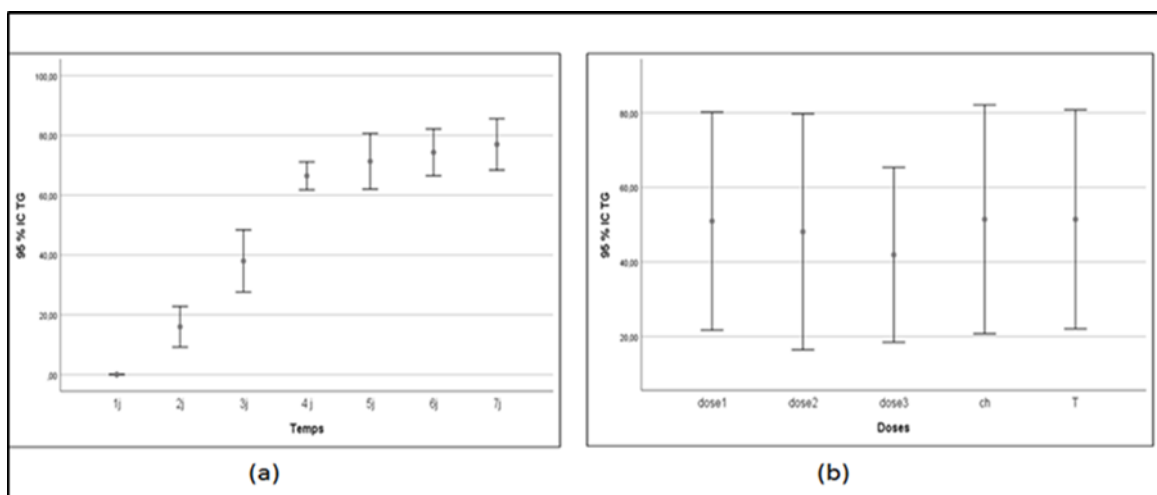 100,00
80,00
60,00
40,00
20,00
,00
95 % IC TG
1j 2j 3j 4 j 5j 6j 7j
Temps
(a)
80,00
60,00
40,00
20,00
95 % IC TG
dose1 dose2 dose3 ch T
Doses
(b)